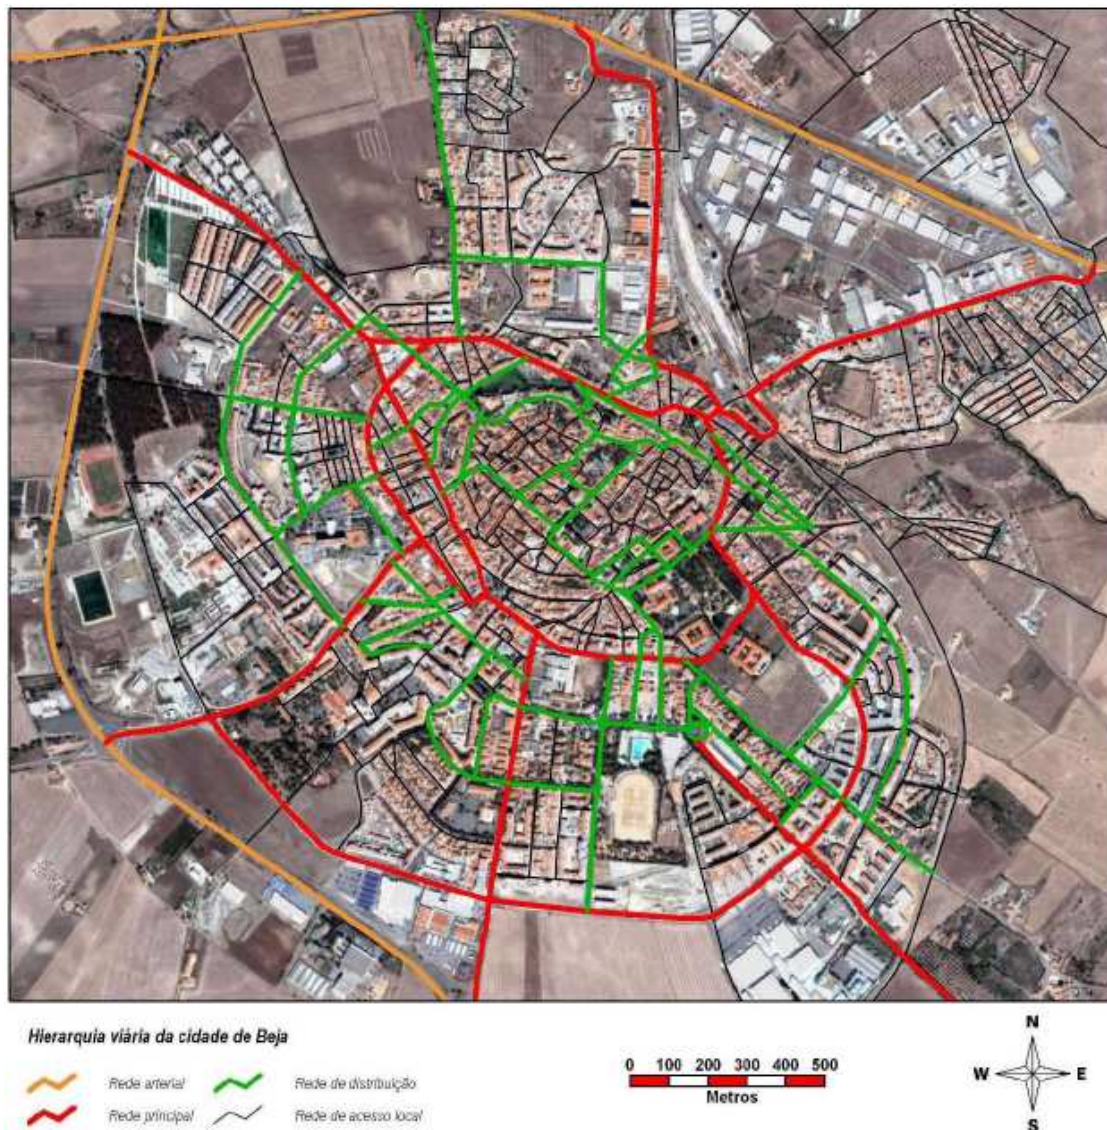 Hierarquia viária da cidade de Beja
Rede arterial
Rede de distribuição
Rede principal
Rede de acesso local
0 100 200 300 400 500
Metros
N
W E
S